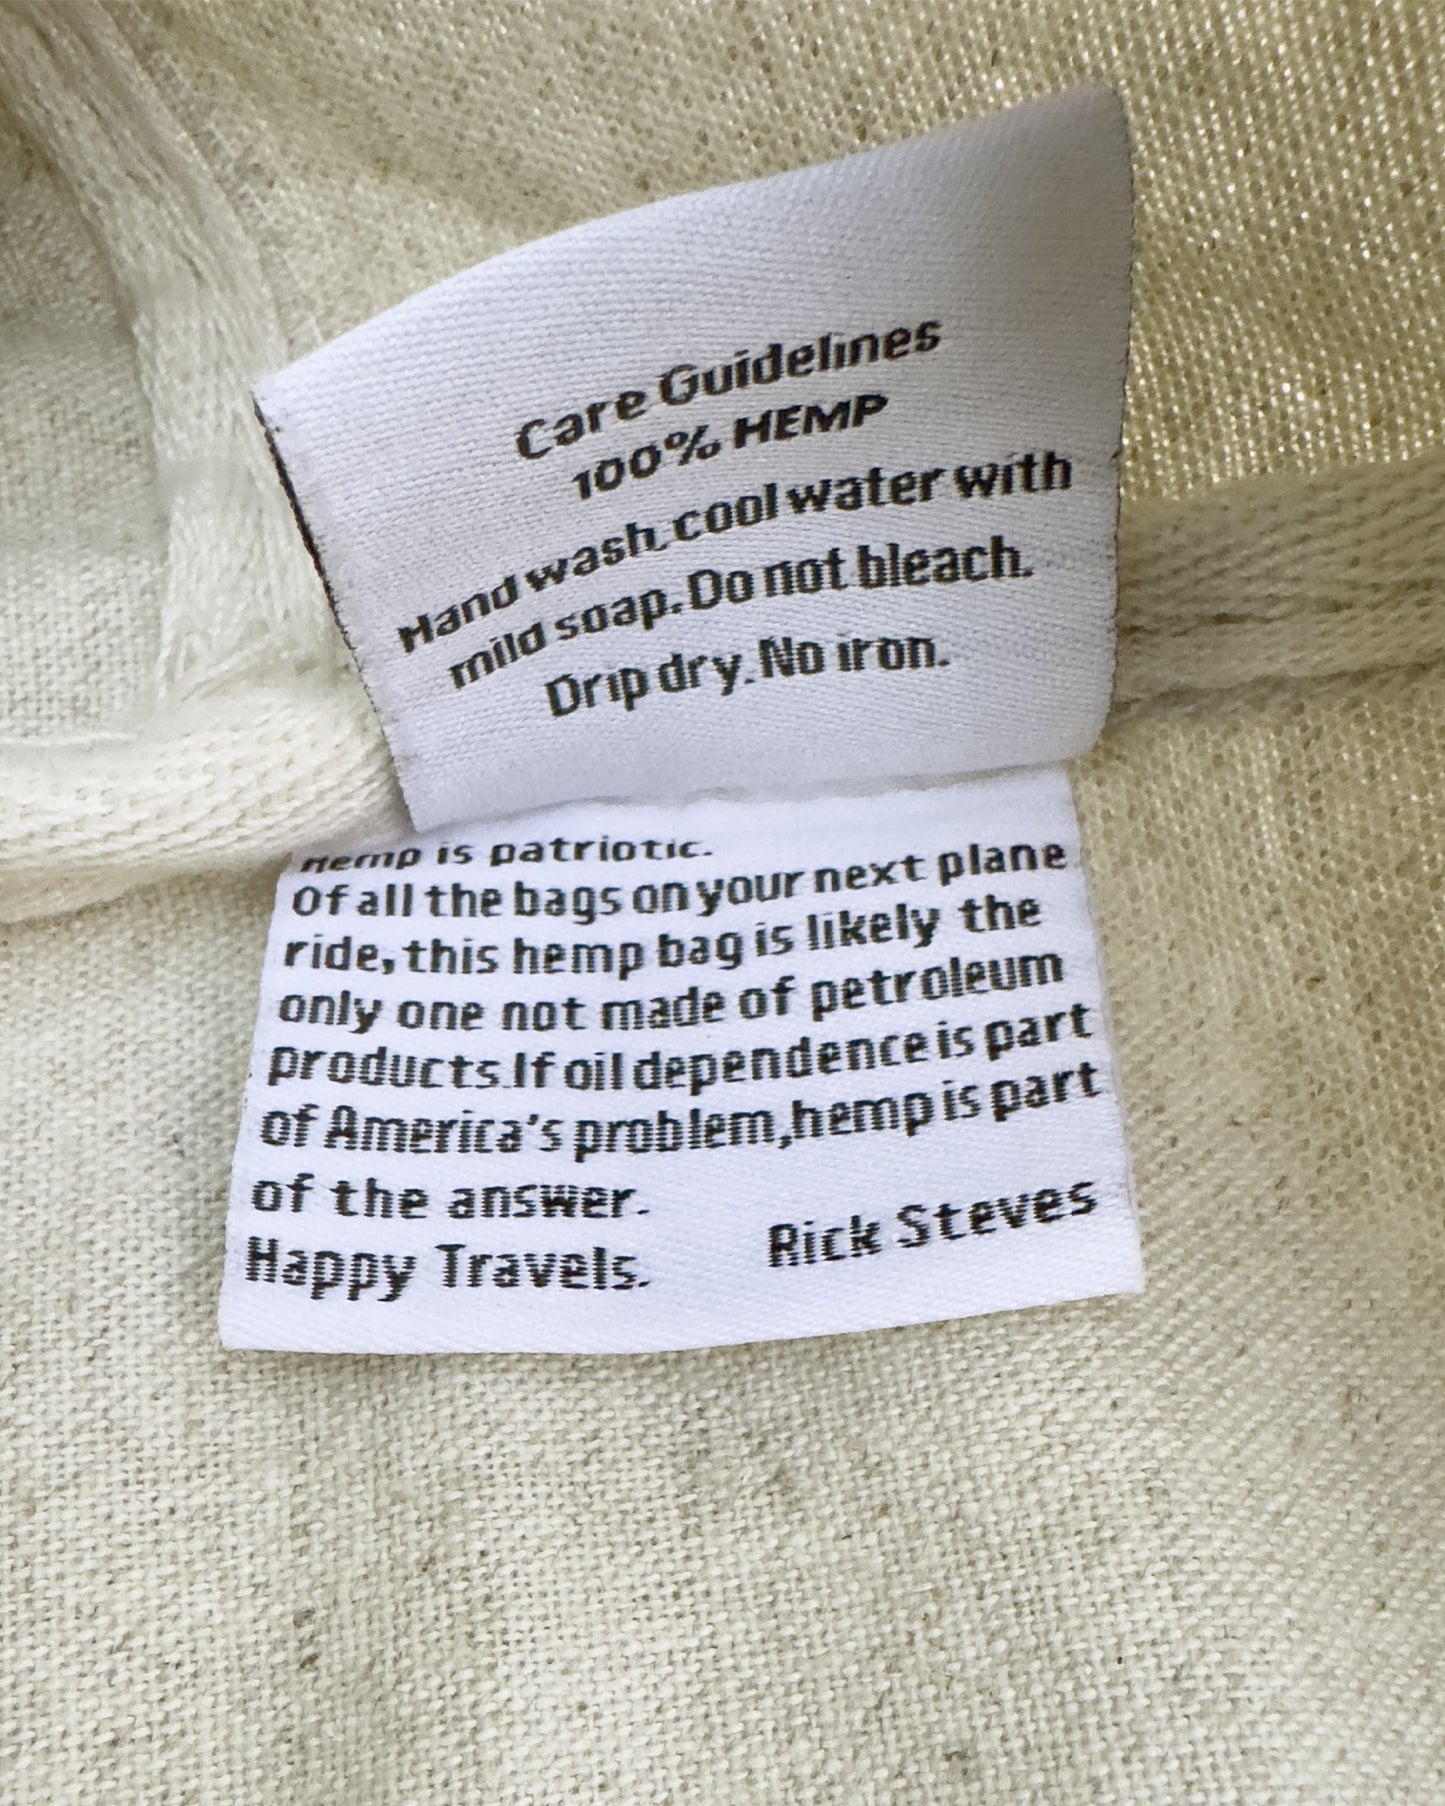 Care Guidelines
100% HEMP
Hand wash, cool water with
mild soap. Do not bleach.
Drip dry. No iron.
Hemp is patriotic.
Of all the bags on your next plane
ride, this hemp bag is likely the
only one not made of petroleum
products. If oil dependence is part
of America's problem, hemp is part
of the answer.
Happy Travels. Rick Steves